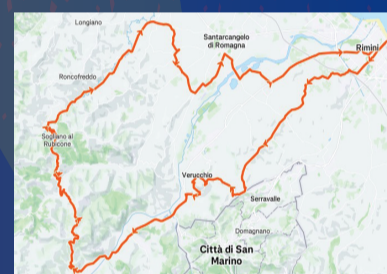 Longiano
Santarcangelo
di Romagna
Rimini
Roncofreddo
Sogliano al
Rubicone
Verucchio
Serravalle
Domagnano
Città di San
Marino